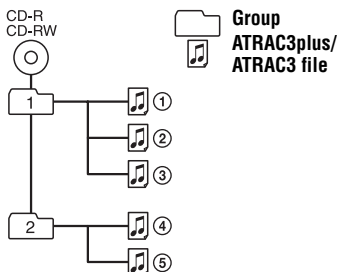 CD-R
CD-RW
Group
ATRAC3plus/
ATRAC3 file
1
①
②
③
2
④
⑤